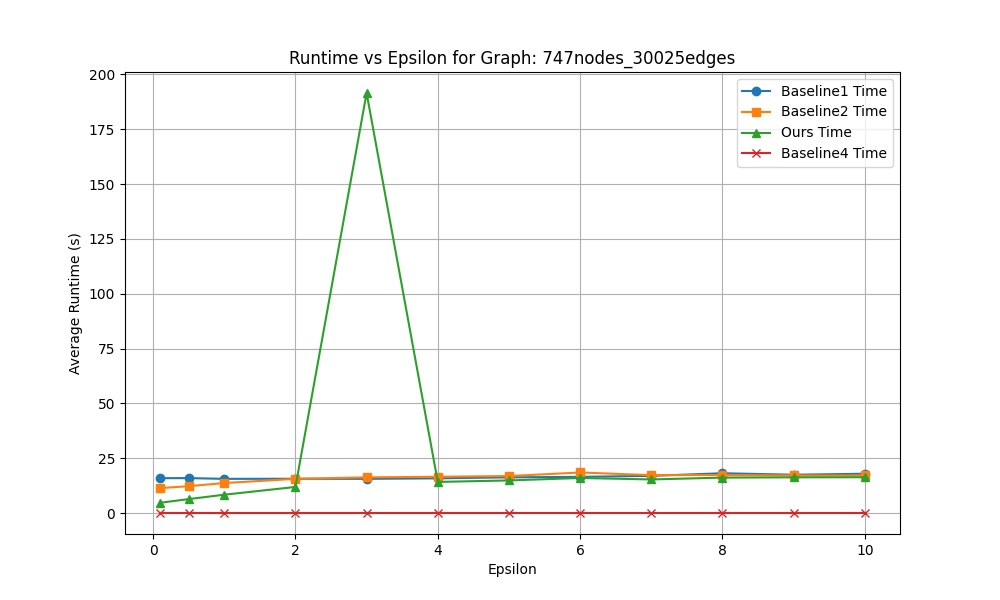 Runtime vs Epsilon for Graph: 747nodes_30025edges
Baseline1 Time
Baseline2 Time
Ours Time
Baseline4 Time
Average Runtime (s)
200
175
150
125
100
75
50
25
0
0 2 4 6 8 10
Epsilon